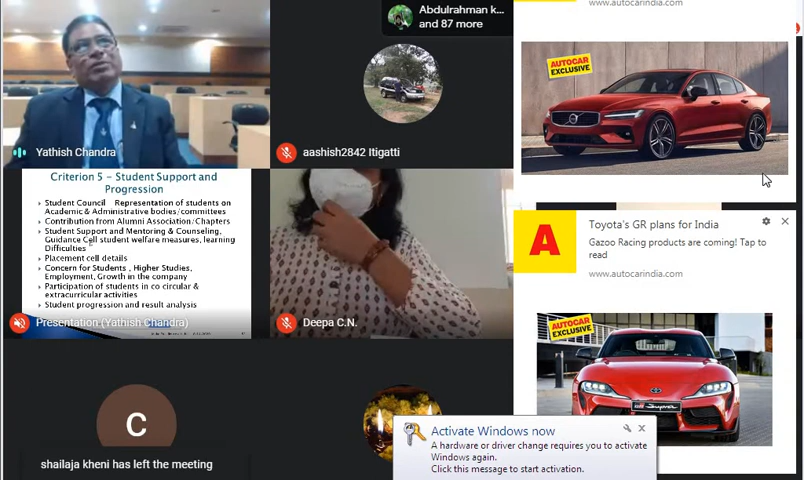 Abdulrahman k...
and 87 more
www.autocarindia.com
AUTOCAR
EXCLUSIVE
Yathish Chandra
aashish2842 Itigatti
Criterion 5 – Student Support and
Progression
Student Council Representation of students on
Academic & Administrative bodies/committees
Contribution from Alumni Association/Chapters
Student Support and Mentoring & Counseling,
Guidance Cell student welfare measures, learning
Difficulties
Placement cell details
Concern for Students , Higher Studies,
Employment, Growth in the company
Participation of students in co circular &
extracurricular activities
Student progression and result analysis
Presentation (Yathish Chandra)
Deepa C.N.
A
Toyota's GR plans for India
Gazoo Racing products are coming! Tap to
read
www.autocarindia.com
AUTOCAR
EXCLUSIVE
GR Supra
C
shailaja kheni has left the meeting
Activate Windows now
A hardware or driver change requires you to activate
Windows again.
Click this message to start activation.